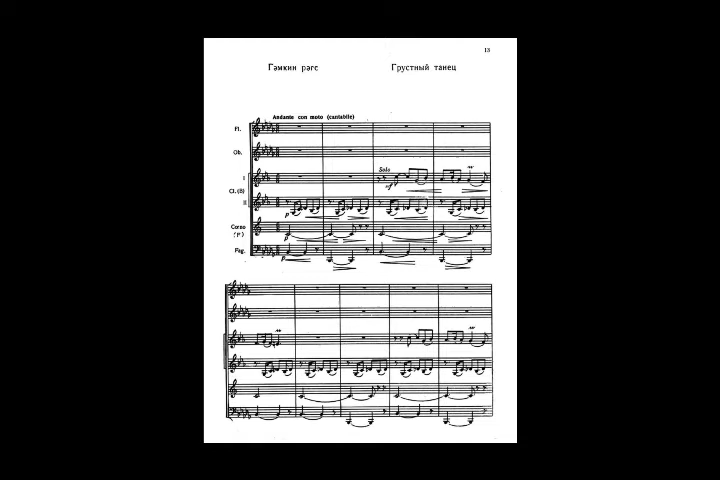 13
Гәмкин рәгс
Грустный танец
Andante con moto (cantabile)
Fl.
Ob.
I
Solo
Cl. (B)
II
Corno
(F)
Fag.